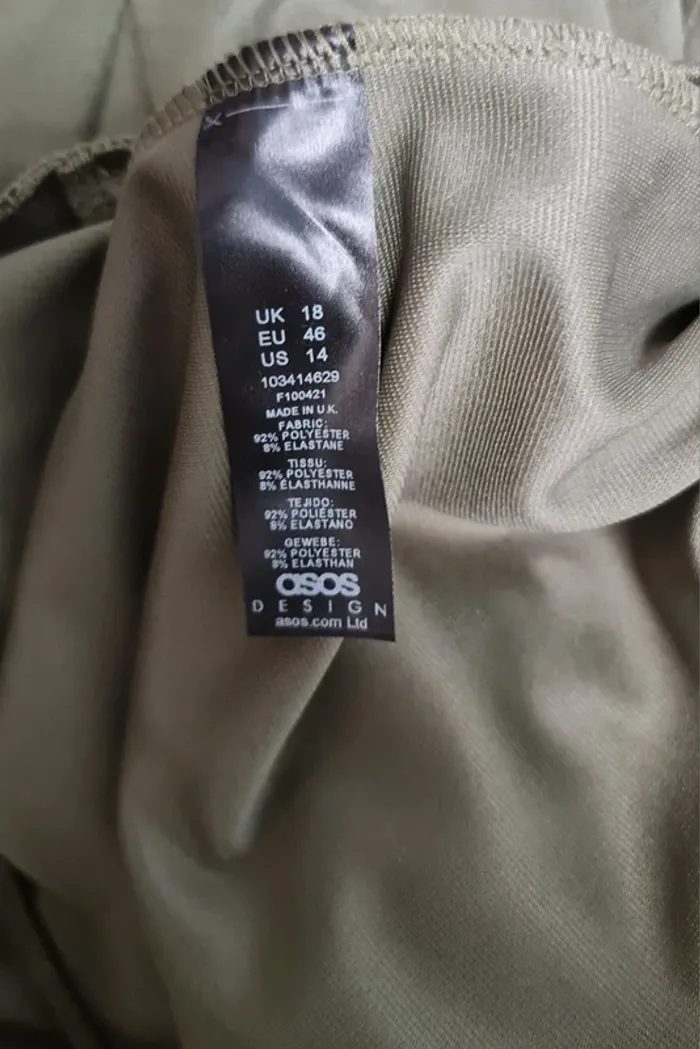 UK 18
EU 46
US 14
103414629
F100421
MADE IN U.K.
FABRIC:
92% POLYESTER
8% ELASTANE
TISSU:
92% POLYESTER
8% ÉLASTHANNE
TEJIDO:
92% POLIÉSTER
8% ELASTANO
GEWEBE:
92% POLYESTER
8% ELASTHAN
asos
DESIGN
asos.com Ltd